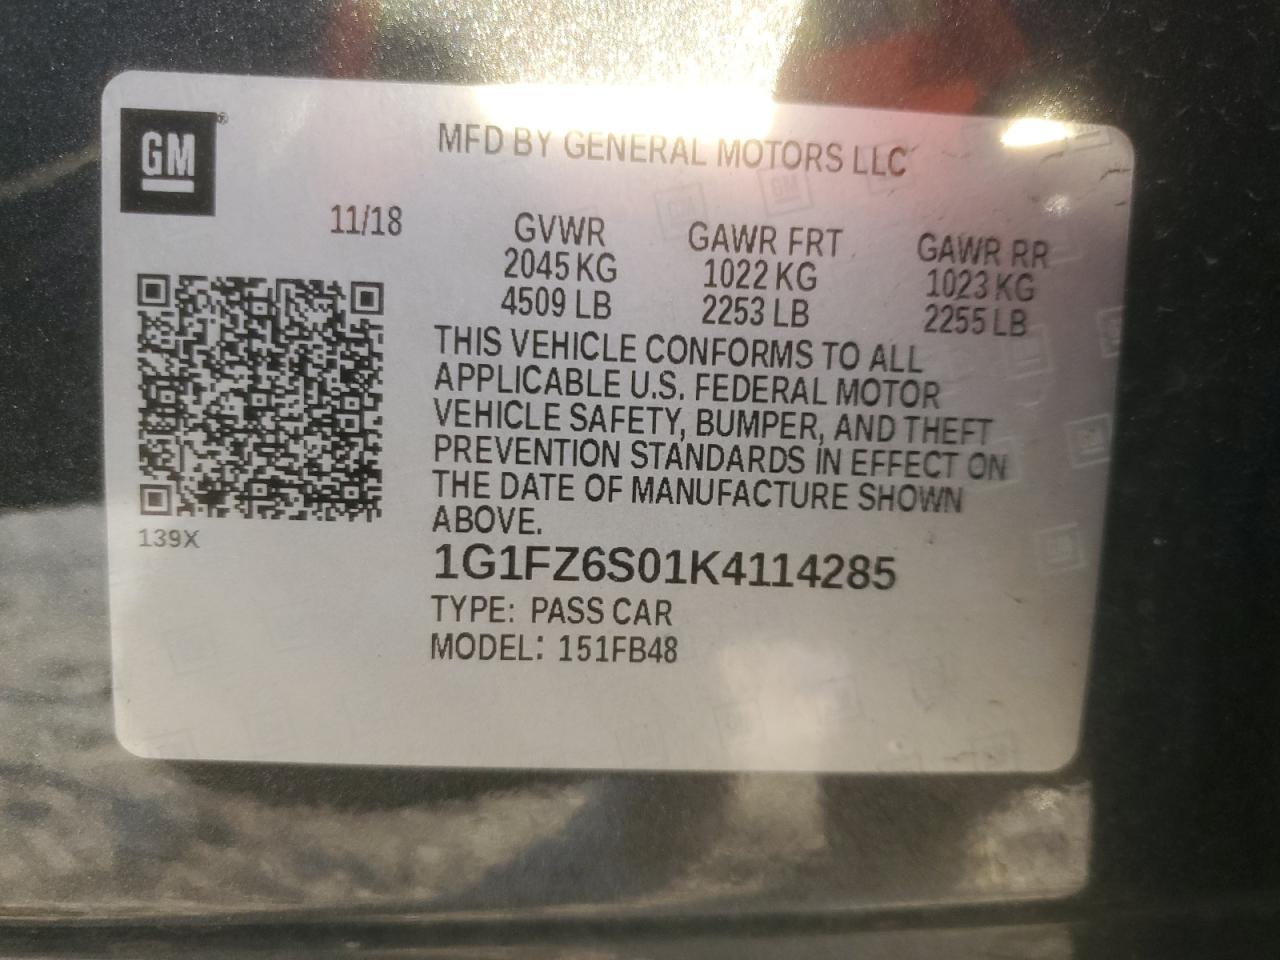 GM
MFD BY GENERAL MOTORS LLC
11/18
GVWR GAWR FRT GAWR RR
2045 KG 1022 KG 1023 KG
4509 LB 2253 LB 2255 LB
THIS VEHICLE CONFORMS TO ALL
APPLICABLE U.S. FEDERAL MOTOR
VEHICLE SAFETY, BUMPER, AND THEFT
PREVENTION STANDARDS IN EFFECT ON
THE DATE OF MANUFACTURE SHOWN
ABOVE.
139X
1G1FZ6S01K4114285
TYPE: PASS CAR
MODEL: 151FB48